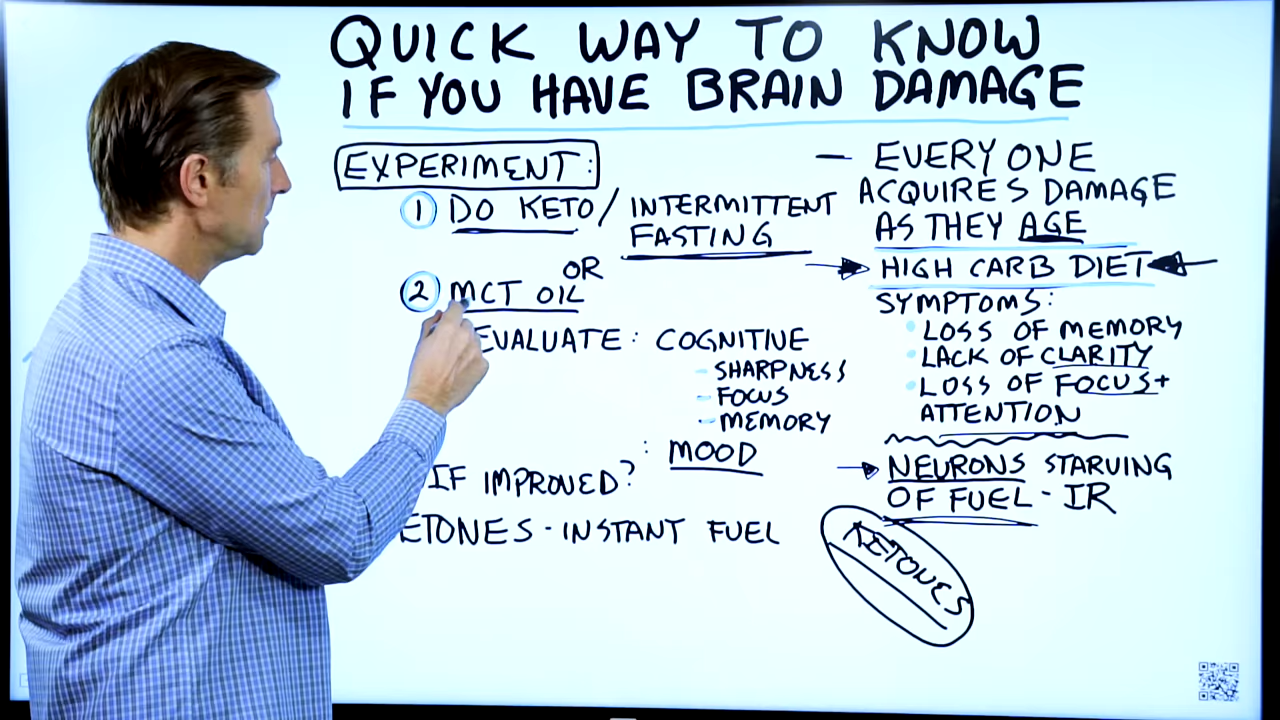 QUICK WAY TO KNOW
IF YOU HAVE BRAIN DAMAGE
EXPERIMENT:
1 DO KETO/ INTERMITTENT
FASTING
OR
2 MCT OIL
EVALUATE: COGNITIVE
- SHARPNESS
- FOCUS
- MEMORY
: MOOD
IF IMPROVED?
ETONES - INSTANT FUEL
— EVERY ONE
ACQUIRES DAMAGE
AS THEY AGE
HIGH CARB DIET
SYMPTOMS:
• LOSS OF MEMORY
• LACK OF CLARITY
• LOSS OF FOCUS +
ATTENTION
NEURONS STARVING
OF FUEL - IR
KETONES